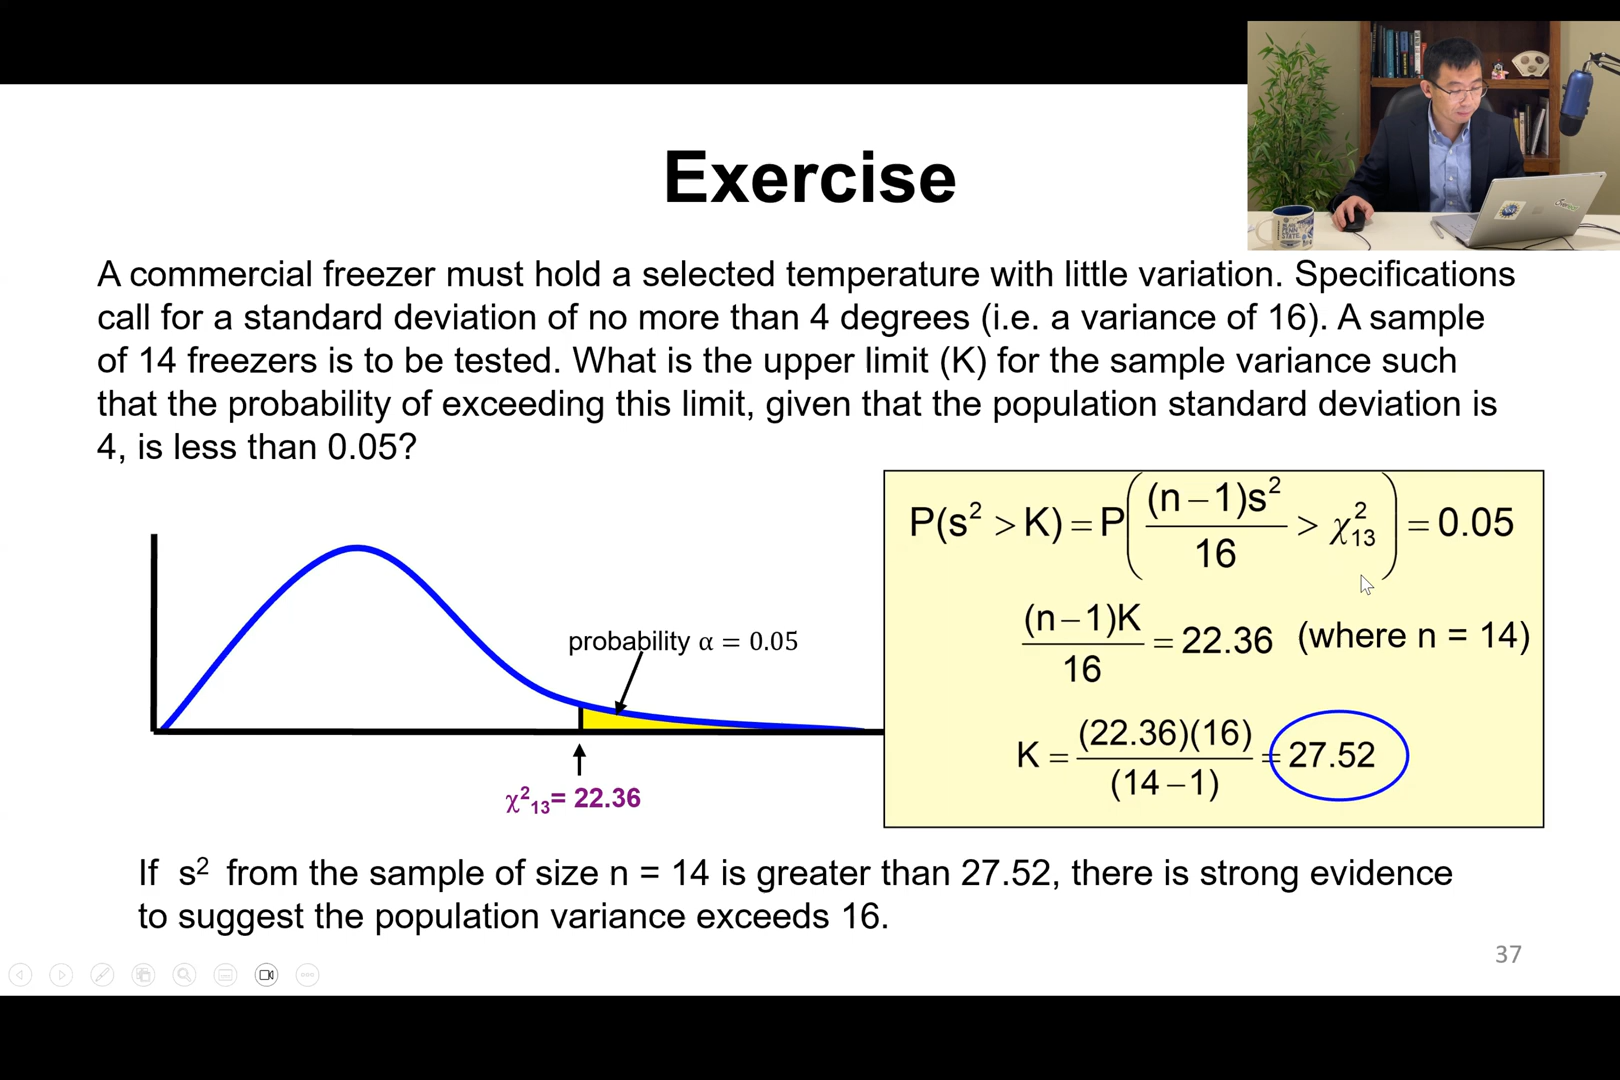 Exercise
A commercial freezer must hold a selected temperature with little variation. Specifications
call for a standard deviation of no more than 4 degrees (i.e. a variance of 16). A sample
of 14 freezers is to be tested. What is the upper limit (K) for the sample variance such
that the probability of exceeding this limit, given that the population standard deviation is
4, is less than 0.05?
probability α = 0.05
χ²₁₃= 22.36
P(s² > K) = P((n – 1)s² / 16 > χ²₁₃) = 0.05
(n – 1)K / 16 = 22.36 (where n = 14)
K = (22.36)(16) / (14 – 1) = 27.52
If s² from the sample of size n = 14 is greater than 27.52, there is strong evidence
to suggest the population variance exceeds 16.
37
PENN
STATE